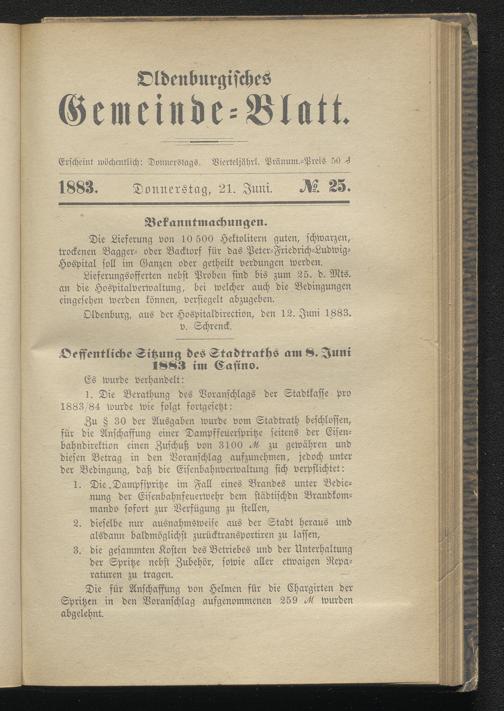 Oldenburgisches
Gemeinde=Blatt.
Erscheint wöchentlich: Donnerstags. Vierteljährl. Pränum.=Preis 50 ₰
1883. Donnerstag, 21. Juni. № 25.
Bekanntmachungen.
Die Lieferung von 10 500 Hektolitern guten, schwarzen,
trockenen Bagger= oder Backtorf für das Peter=Friedrich=Ludwig=
Hospital soll im Ganzen oder getheilt verdungen werden.
Lieferungsofferten nebst Proben sind bis zum 25. d. Mts.
an die Hospitalverwaltung, bei welcher auch die Bedingungen
eingesehen werden können, versiegelt abzugeben.
Oldenburg, aus der Hospitaldirection, den 12. Juni 1883.
v. Schrenck.
Oeffentliche Sitzung des Stadtraths am 8. Juni
1883 im Casino.
Es wurde verhandelt:
1. Die Berathung des Voranschlags der Stadtkasse pro
1883/84 wurde wie folgt fortgesetzt:
Zu § 30 der Ausgaben wurde vom Stadtrath beschlossen,
für die Anschaffung einer Dampffeuerspritze seitens der Eisen=
bahndirektion einen Zuschuß von 3100 ℳ zu gewähren und
diesen Betrag in den Voranschlag aufzunehmen, jedoch unter
der Bedingung, daß die Eisenbahnverwaltung sich verpflichtet:
1. Die Dampfspritze im Fall eines Brandes unter Bedie=
nung der Eisenbahnfeuerwehr dem städtischen Brandkom=
mando sofort zur Verfügung zu stellen,
2. dieselbe nur ausnahmsweise aus der Stadt heraus und
alsdann baldmöglichst zurücktransportiren zu lassen,
3. die gesammten Kosten des Betriebes und der Unterhaltung
der Spritze nebst Zubehör, sowie aller etwaigen Repa=
raturen zu tragen.
Die für Anschaffung von Helmen für die Chargirten der
Spritzen in den Voranschlag aufgenommenen 259 ℳ wurden
abgelehnt.